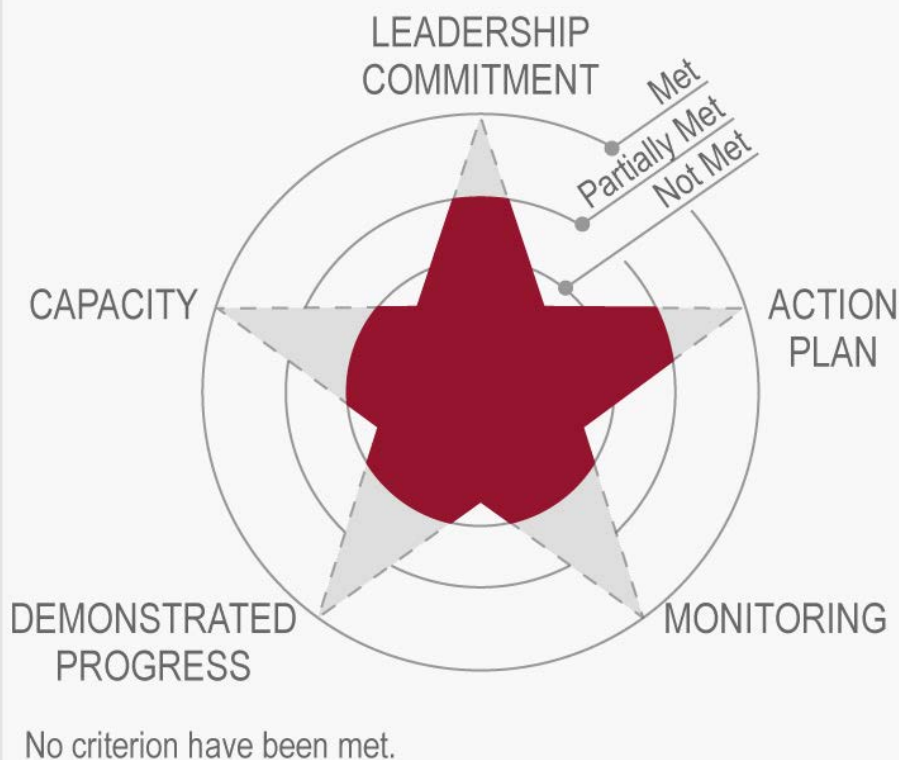 LEADERSHIP
COMMITMENT
Met
Partially Met
Not Met
CAPACITY
ACTION
PLAN
DEMONSTRATED
PROGRESS
MONITORING
No criterion have been met.